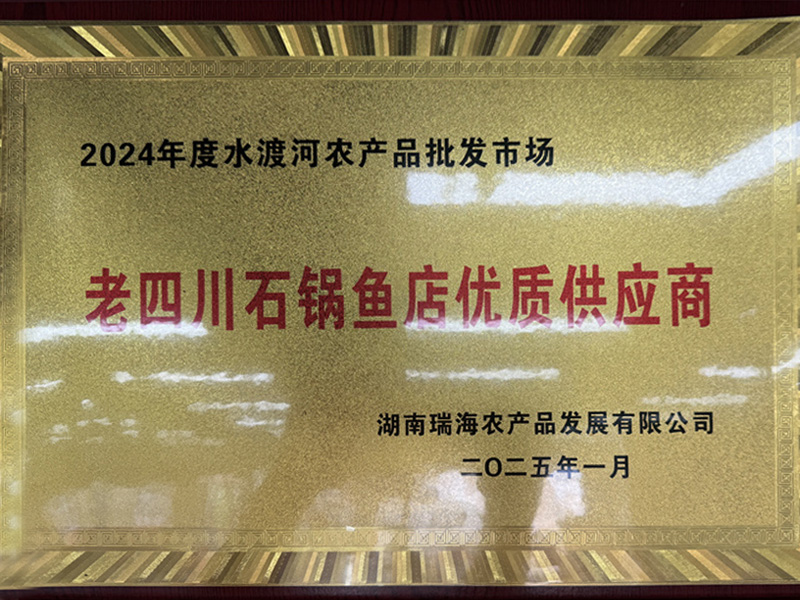 2024年度水渡河农产品批发市场
老四川石锅鱼店优质供应商
湖南瑞海农产品发展有限公司
二〇二五年一月